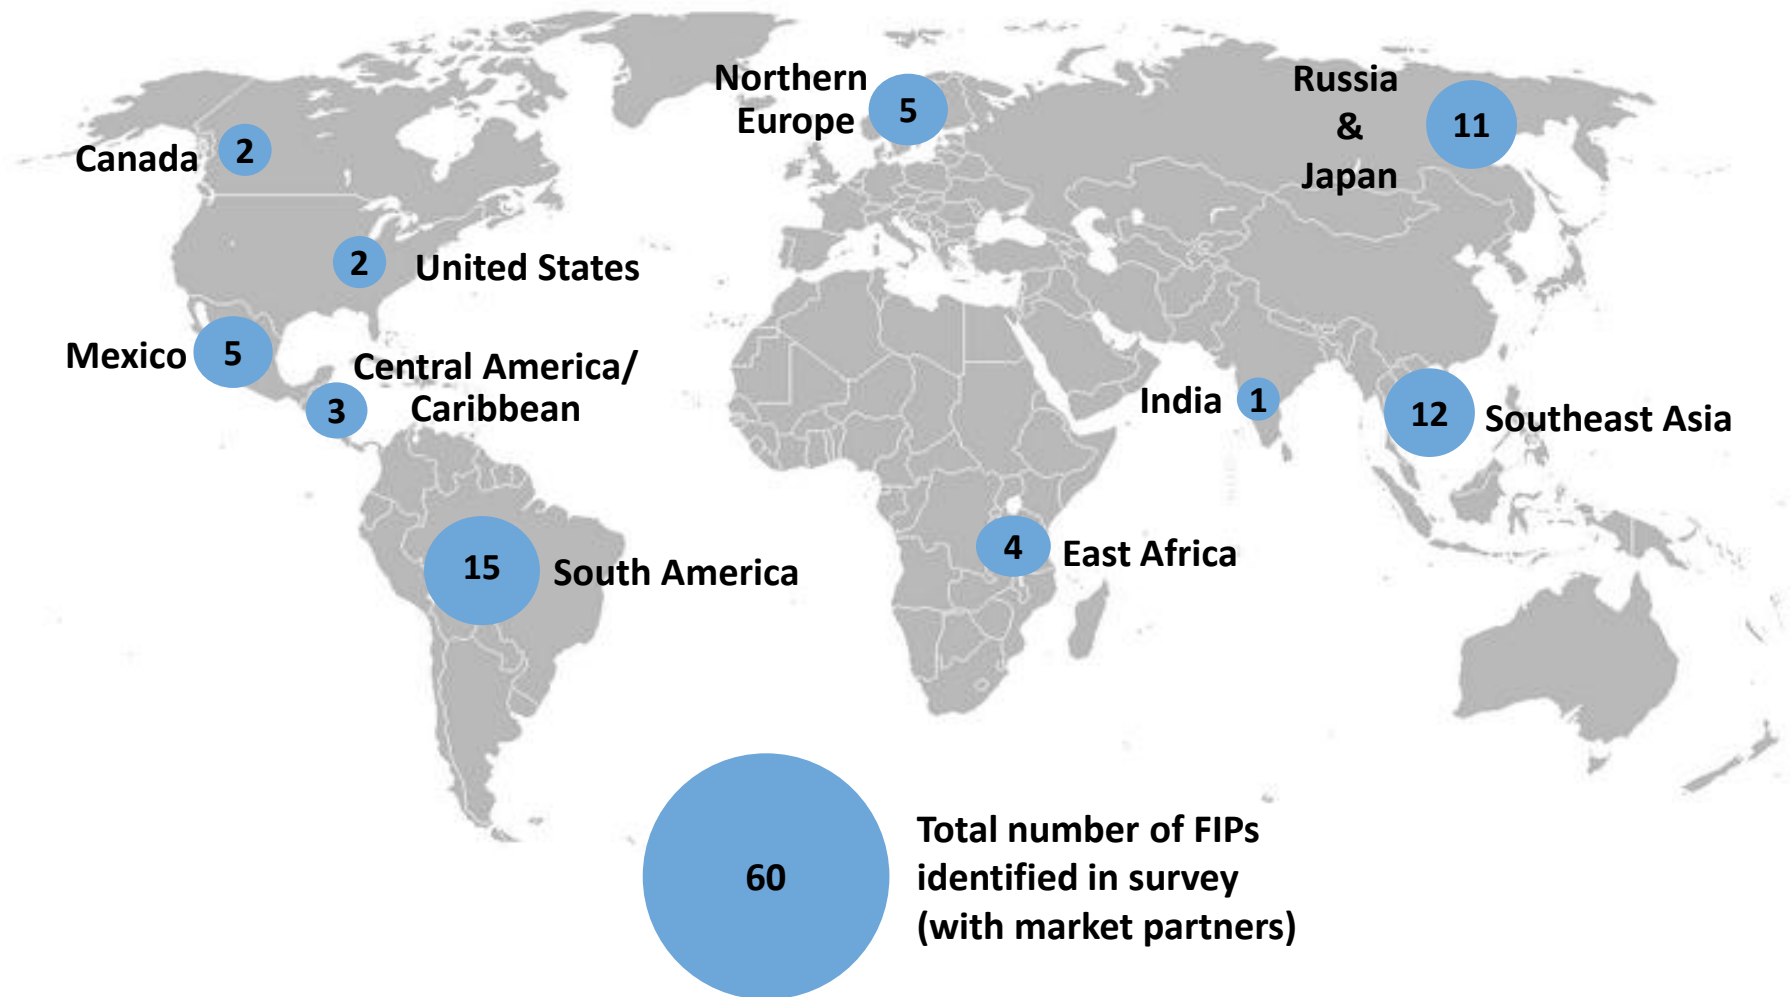 Northern
Europe
5
Russia
&
Japan
11
Canada
2
2
United States
Mexico
5
Central America/
Caribbean
3
India
1
12
Southeast Asia
15
South America
4
East Africa
60
Total number of FIPs
identified in survey
(with market partners)